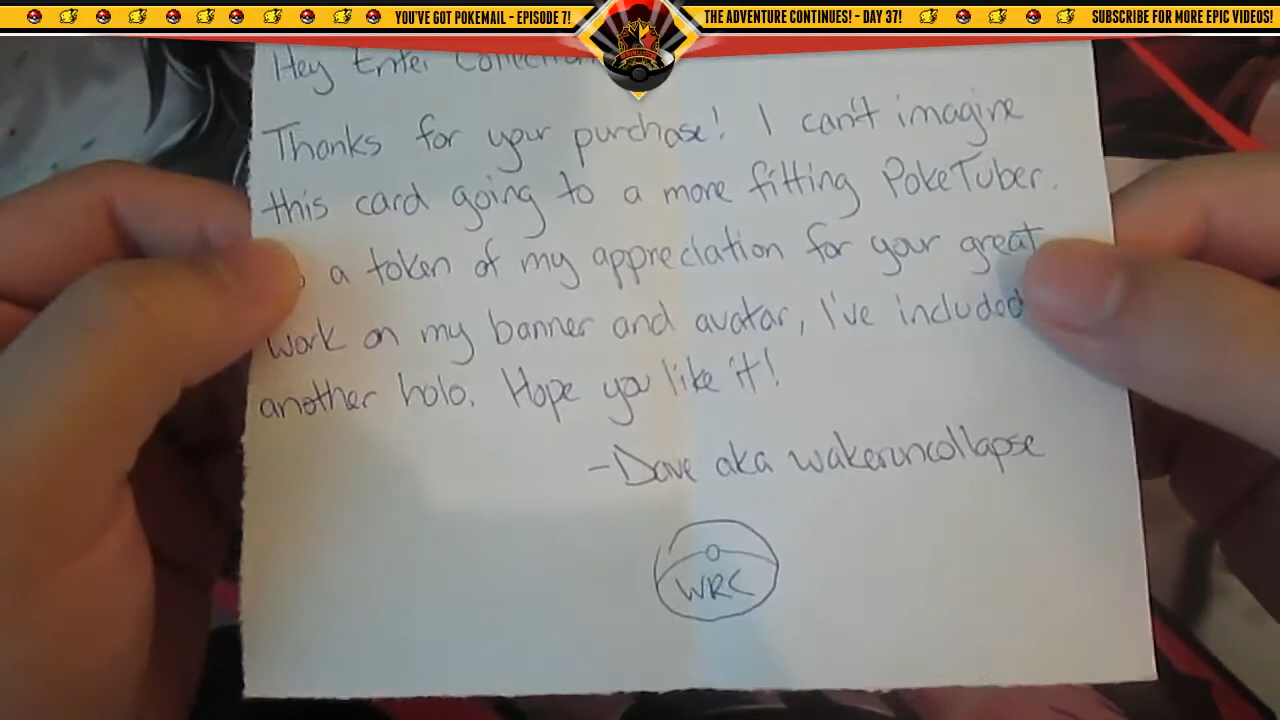 YOU'VE GOT POKEMAIL - EPISODE 7!
THE ADVENTURE CONTINUES! - DAY 37!
SUBSCRIBE FOR MORE EPIC VIDEOS!
Hey Enter
Thanks for your purchase! I can't imagine
this card going to a more fitting PokeTuber.
a token of my appreciation for your great
work on my banner and avatar, I've included
another holo. Hope you like it!
-Dave aka wakeruncollapse
WRC